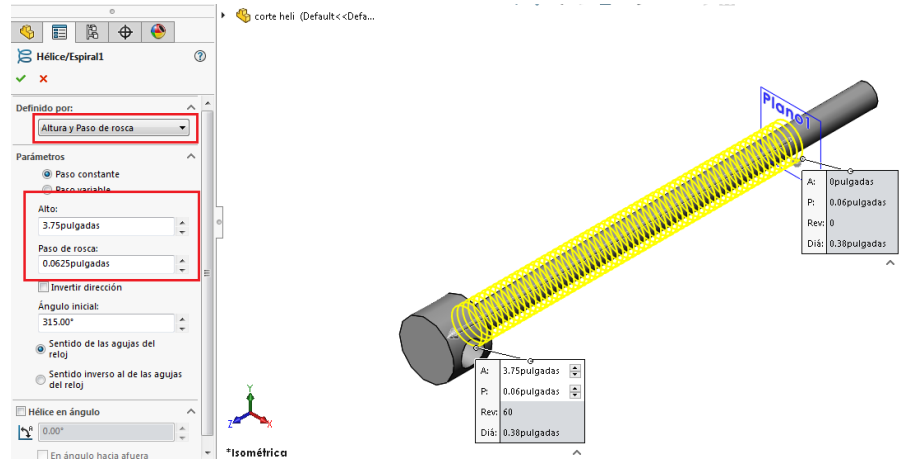 corte heli (Default<<Defa...
Hélice/Espiral1
Definido por:
Altura y Paso de rosca
Parámetros
Paso constante
Paso variable
Alto:
3.75pulgadas
Paso de rosca:
0.0625pulgadas
Invertir dirección
Ángulo inicial:
315.00°
Sentido de las agujas del
reloj
Sentido inverso al de las agujas
del reloj
Hélice en ángulo
0.00°
En ángulo hacia afuera
Plano1
A: 0pulgadas
P: 0.06pulgadas
Rev: 0
Diá: 0.38pulgadas
A: 3.75pulgadas
P: 0.06pulgadas
Rev: 60
Diá: 0.38pulgadas
Y
Z
X
*Isométrica